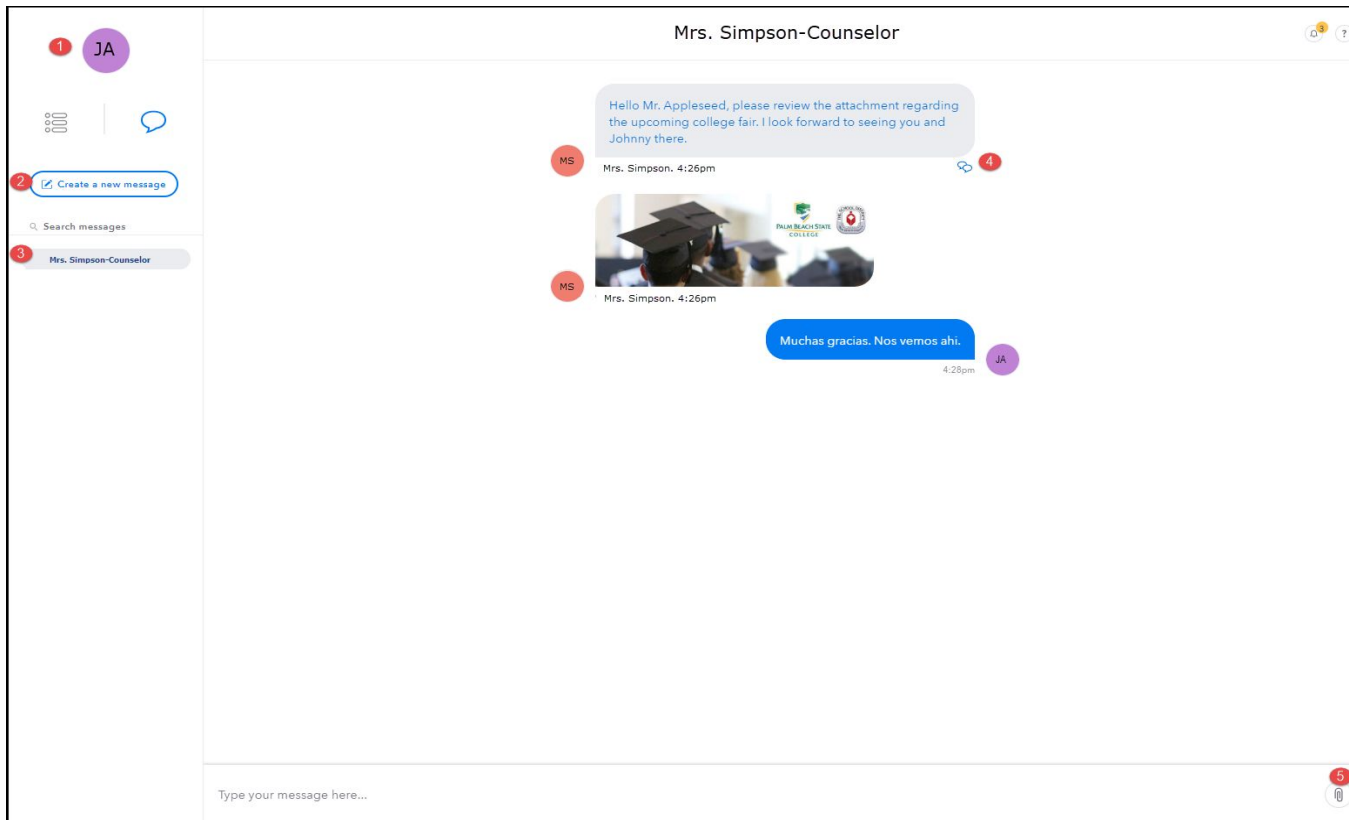 1
JA
Mrs. Simpson-Counselor
3
?
2
Create a new message
Search messages
3
Mrs. Simpson-Counselor
Hello Mr. Appleseed, please review the attachment regarding
the upcoming college fair. I look forward to seeing you and
Johnny there.
MS
Mrs. Simpson. 4:26pm
4
PALM BEACH STATE
COLLEGE
MS
Mrs. Simpson. 4:26pm
Muchas gracias. Nos vemos ahi.
JA
4:28pm
Type your message here...
5